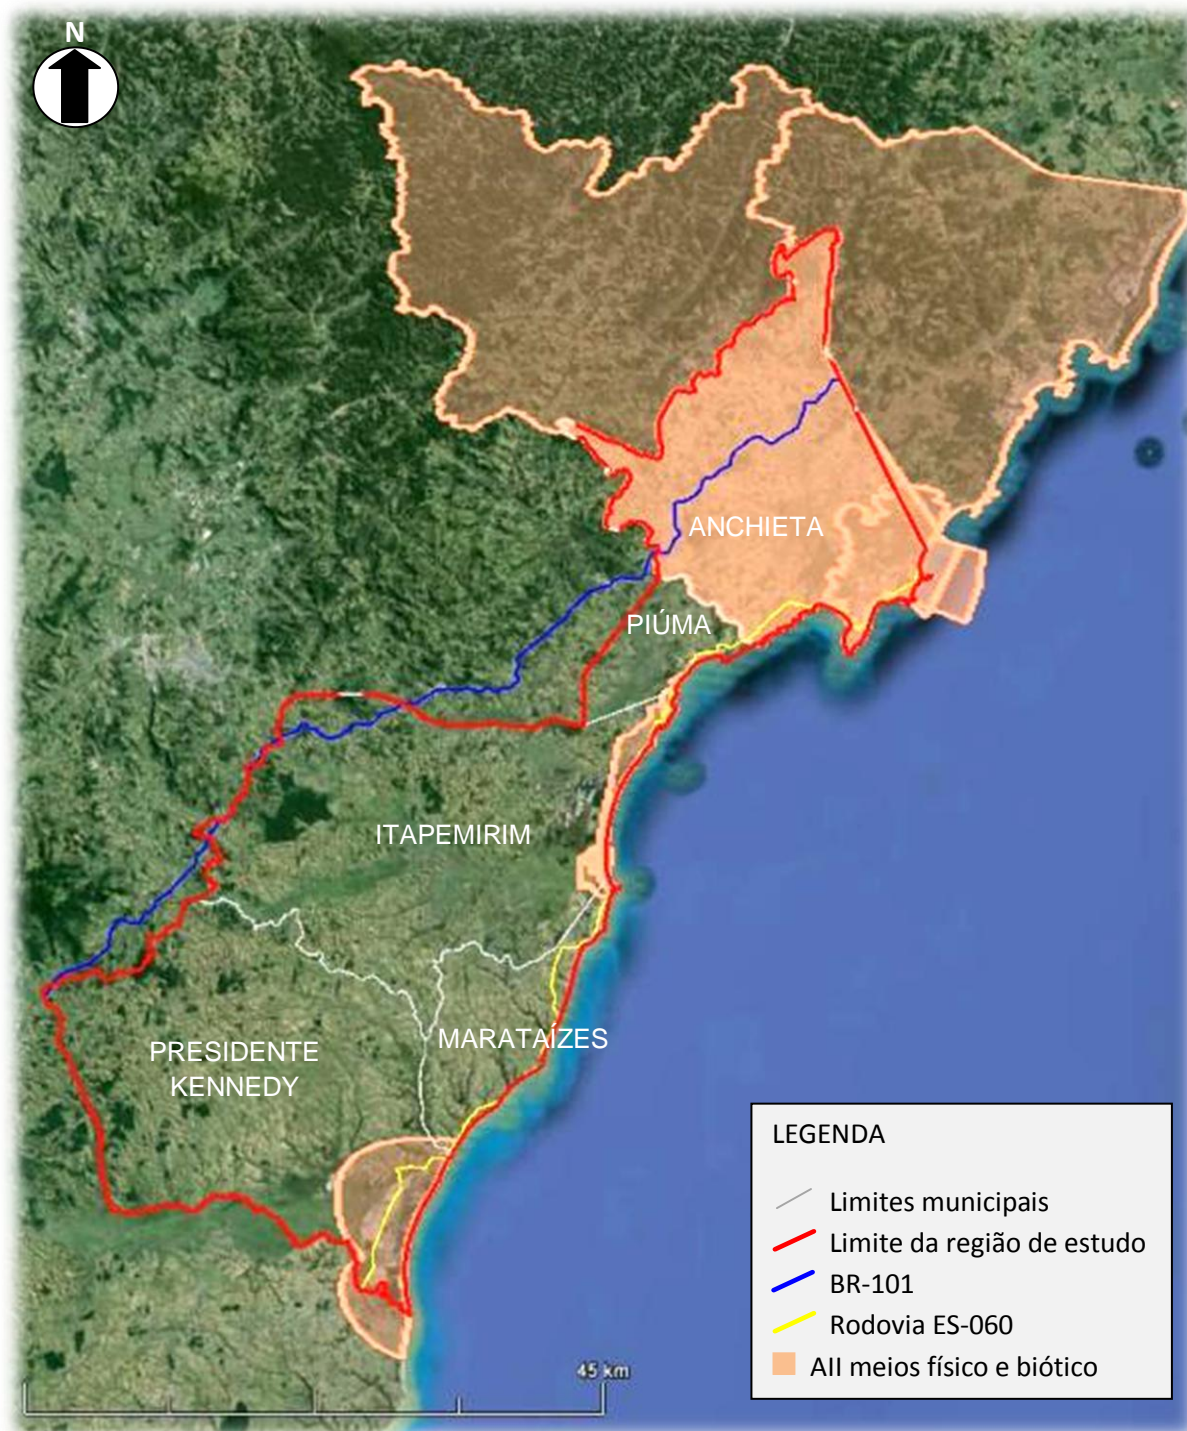 N
ANCHIETA
PIÚMA
ITAPEMIRIM
MARATAÍZES
PRESIDENTE
KENNEDY
LEGENDA
Limites municipais
Limite da região de estudo
BR-101
Rodovia ES-060
AII meios físico e biótico
45 km